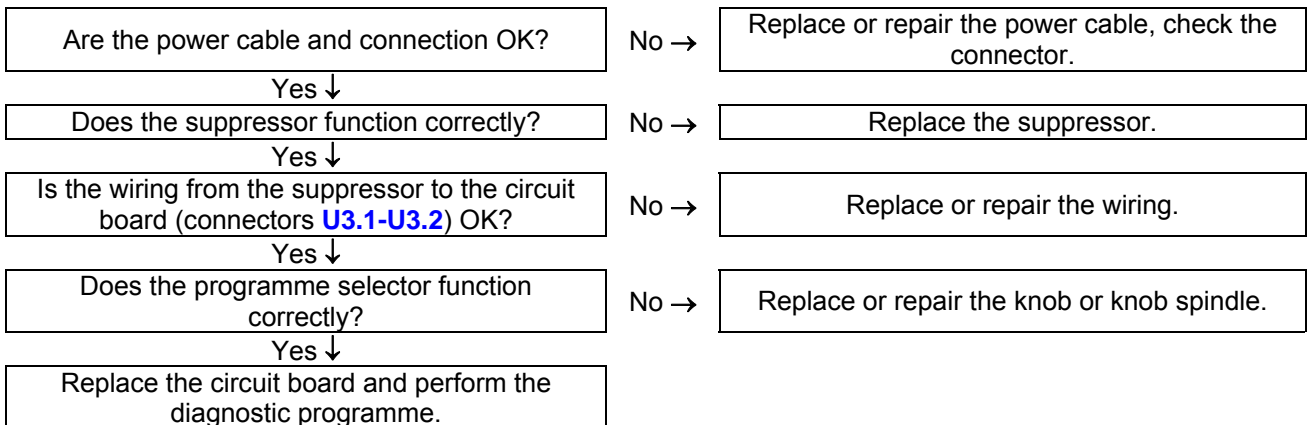 Are the power cable and connection OK?
No →
Replace or repair the power cable, check the
connector.
Yes ↓
Does the suppressor function correctly?
No →
Replace the suppressor.
Yes ↓
Is the wiring from the suppressor to the circuit
board (connectors U3.1-U3.2) OK?
No →
Replace or repair the wiring.
Yes ↓
Does the programme selector function
correctly?
No →
Replace or repair the knob or knob spindle.
Yes ↓
Replace the circuit board and perform the
diagnostic programme.